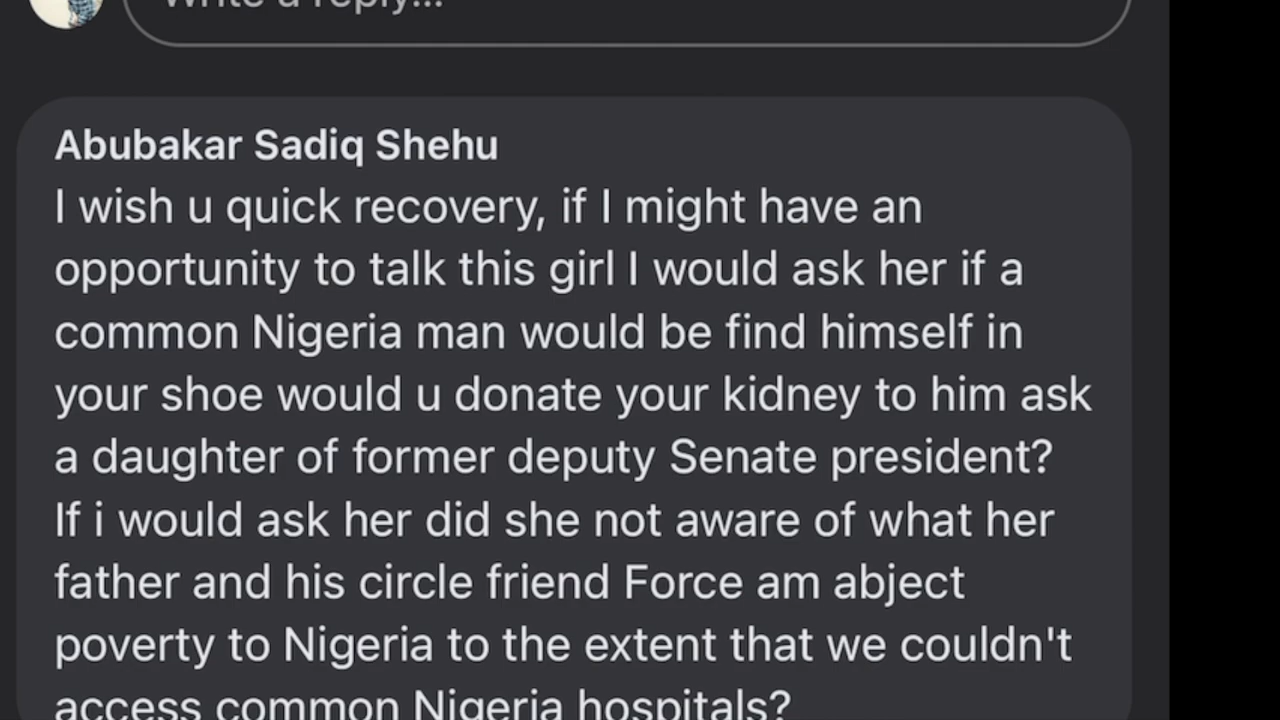 Write a reply...
Abubakar Sadiq Shehu
I wish u quick recovery, if I might have an
opportunity to talk this girl I would ask her if a
common Nigeria man would be find himself in
your shoe would u donate your kidney to him ask
a daughter of former deputy Senate president?
If i would ask her did she not aware of what her
father and his circle friend Force am abject
poverty to Nigeria to the extent that we couldn't
access common Nigeria hospitals?